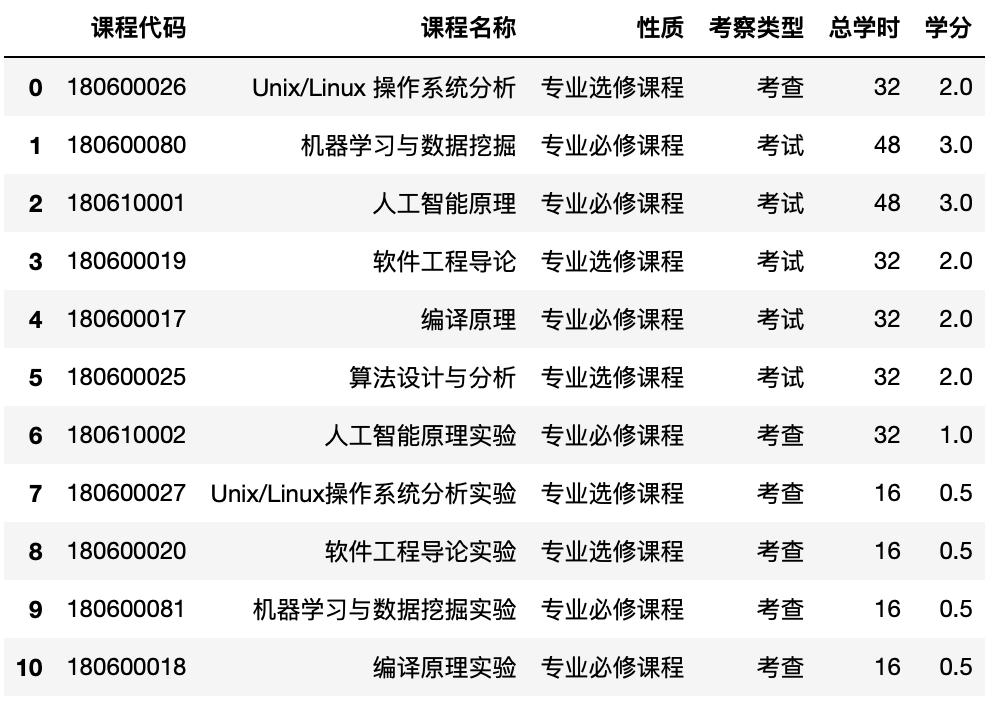 课程代码 课程名称 性质 考察类型 总学时 学分
0 180600026 Unix/Linux 操作系统分析 专业选修课程 考查 32 2.0
1 180600080 机器学习与数据挖掘 专业必修课程 考试 48 3.0
2 180610001 人工智能原理 专业必修课程 考试 48 3.0
3 180600019 软件工程导论 专业选修课程 考试 32 2.0
4 180600017 编译原理 专业必修课程 考试 32 2.0
5 180600025 算法设计与分析 专业选修课程 考试 32 2.0
6 180610002 人工智能原理实验 专业必修课程 考查 32 1.0
7 180600027 Unix/Linux操作系统分析实验 专业选修课程 考查 16 0.5
8 180600020 软件工程导论实验 专业选修课程 考查 16 0.5
9 180600081 机器学习与数据挖掘实验 专业必修课程 考查 16 0.5
10 180600018 编译原理实验 专业必修课程 考查 16 0.5